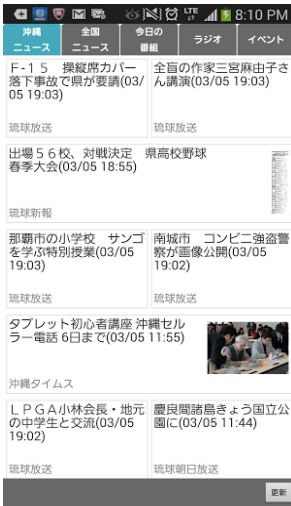 LTE 8:10 PM
沖縄
ニュース
全国
ニュース
今日の
番組
ラジオ
イベント
Ｆ-１５　操縦席カバー
落下事故で県が要請(03/
05 19:03)
琉球放送
全盲の作家三宮麻由子さ
ん講演(03/05 19:03)
琉球放送
出場５６校、対戦決定　県高校野球
春季大会(03/05 18:55)
琉球新報
那覇市の小学校　サンゴ
を学ぶ特別授業(03/05
19:03)
琉球放送
南城市　コンビニ強盗警
察が画像公開(03/05
19:02)
琉球放送
タブレット初心者講座 沖縄セル
ラー電話 6日まで(03/05 11:55)
沖縄タイムス
ＬＰＧＡ小林会長・地元
の中学生と交流(03/05
19:02)
琉球放送
慶良間諸島きょう国立公
園に(03/05 11:44)
琉球朝日放送
更新